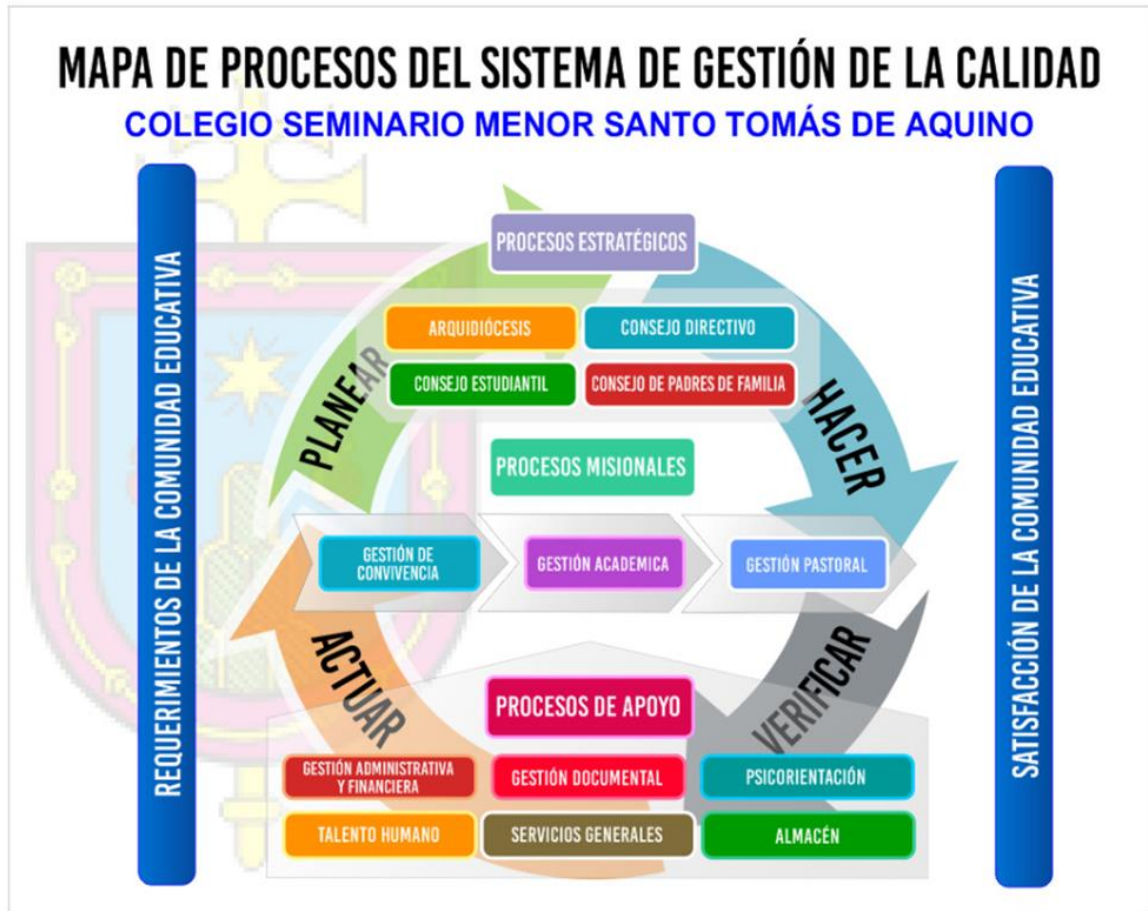 MAPA DE PROCESOS DEL SISTEMA DE GESTIÓN DE LA CALIDAD
COLEGIO SEMINARIO MENOR SANTO TOMÁS DE AQUINO
REQUERIMIENTOS DE LA COMUNIDAD EDUCATIVA
PROCESOS ESTRATÉGICOS
ARQUIDIÓCESIS
CONSEJO DIRECTIVO
CONSEJO ESTUDIANTIL
CONSEJO DE PADRES DE FAMILIA
PLANEAR
HACER
PROCESOS MISIONALES
GESTIÓN DE
CONVIVENCIA
GESTIÓN ACADEMICA
GESTIÓN PASTORAL
ACTUAR
VERIFICAR
PROCESOS DE APOYO
GESTIÓN ADMINISTRATIVA
Y FINANCIERA
GESTIÓN DOCUMENTAL
PSICORIENTACIÓN
TALENTO HUMANO
SERVICIOS GENERALES
ALMACÉN
SATISFACCIÓN DE LA COMUNIDAD EDUCATIVA